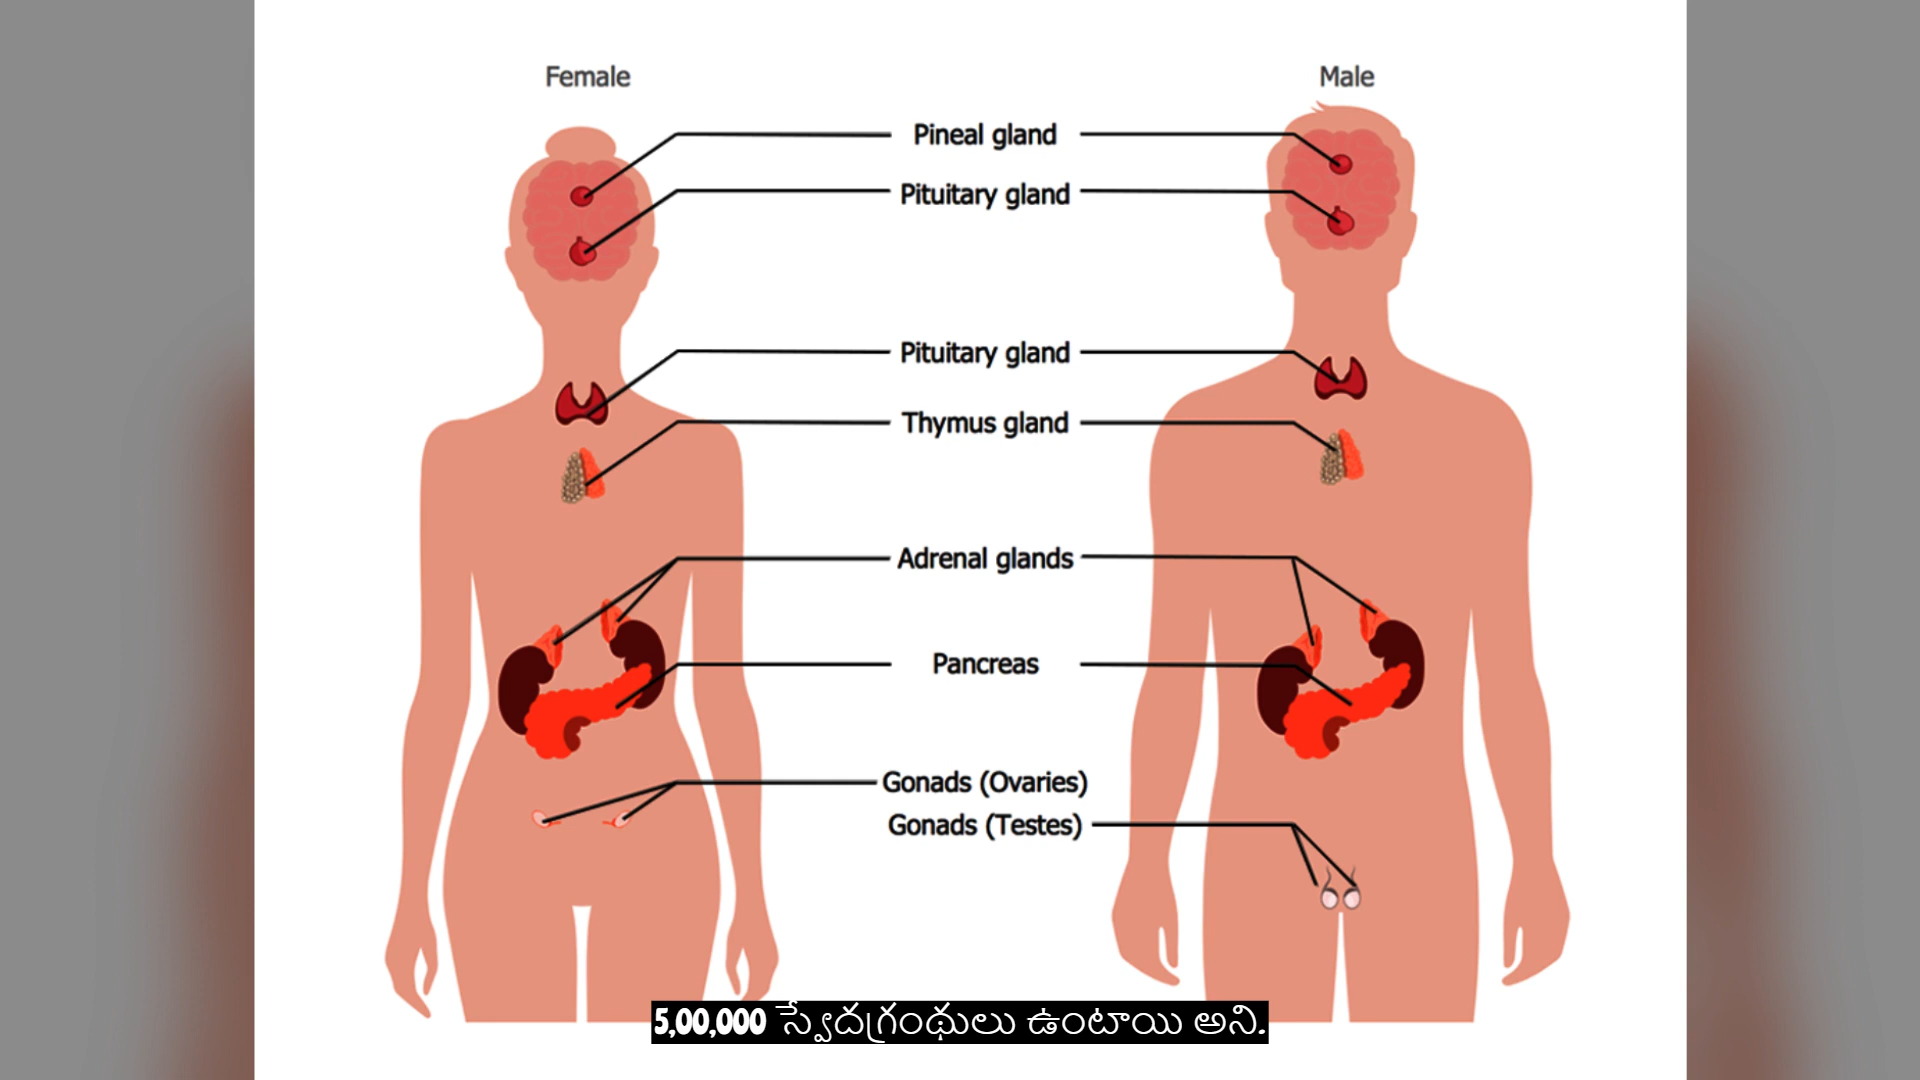 Female
Male
Pineal gland
Pituitary gland
Pituitary gland
Thymus gland
Adrenal glands
Pancreas
Gonads (Ovaries)
Gonads (Testes)
5,00,000 స్వేదగ్రంథులు ఉంటాయి అని.